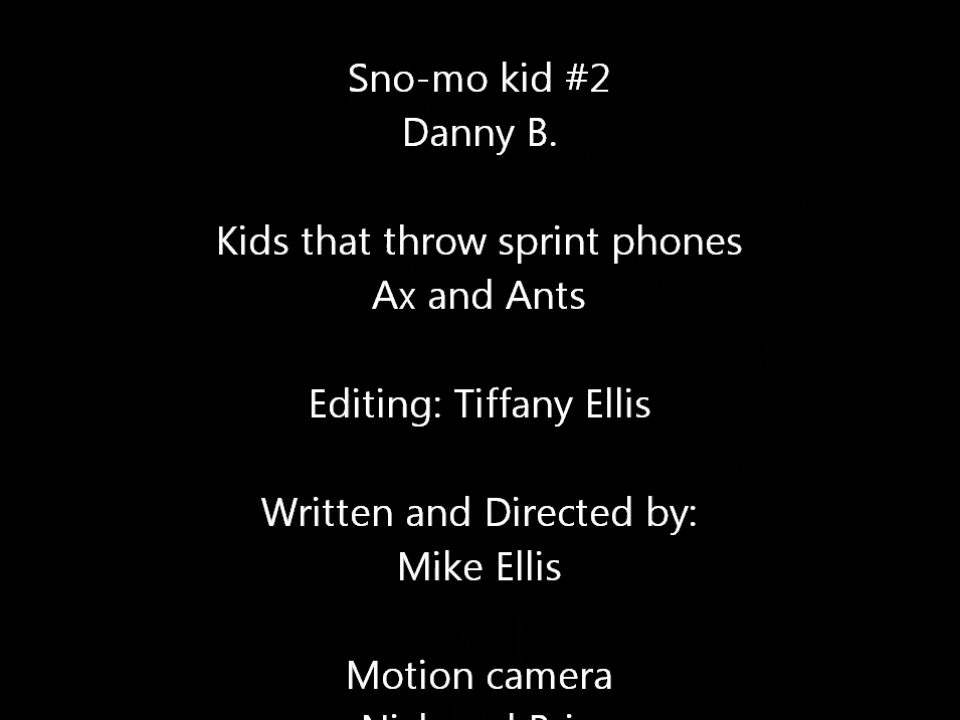 Sno-mo kid #2
Danny B.
Kids that throw sprint phones
Ax and Ants
Editing: Tiffany Ellis
Written and Directed by:
Mike Ellis
Motion camera